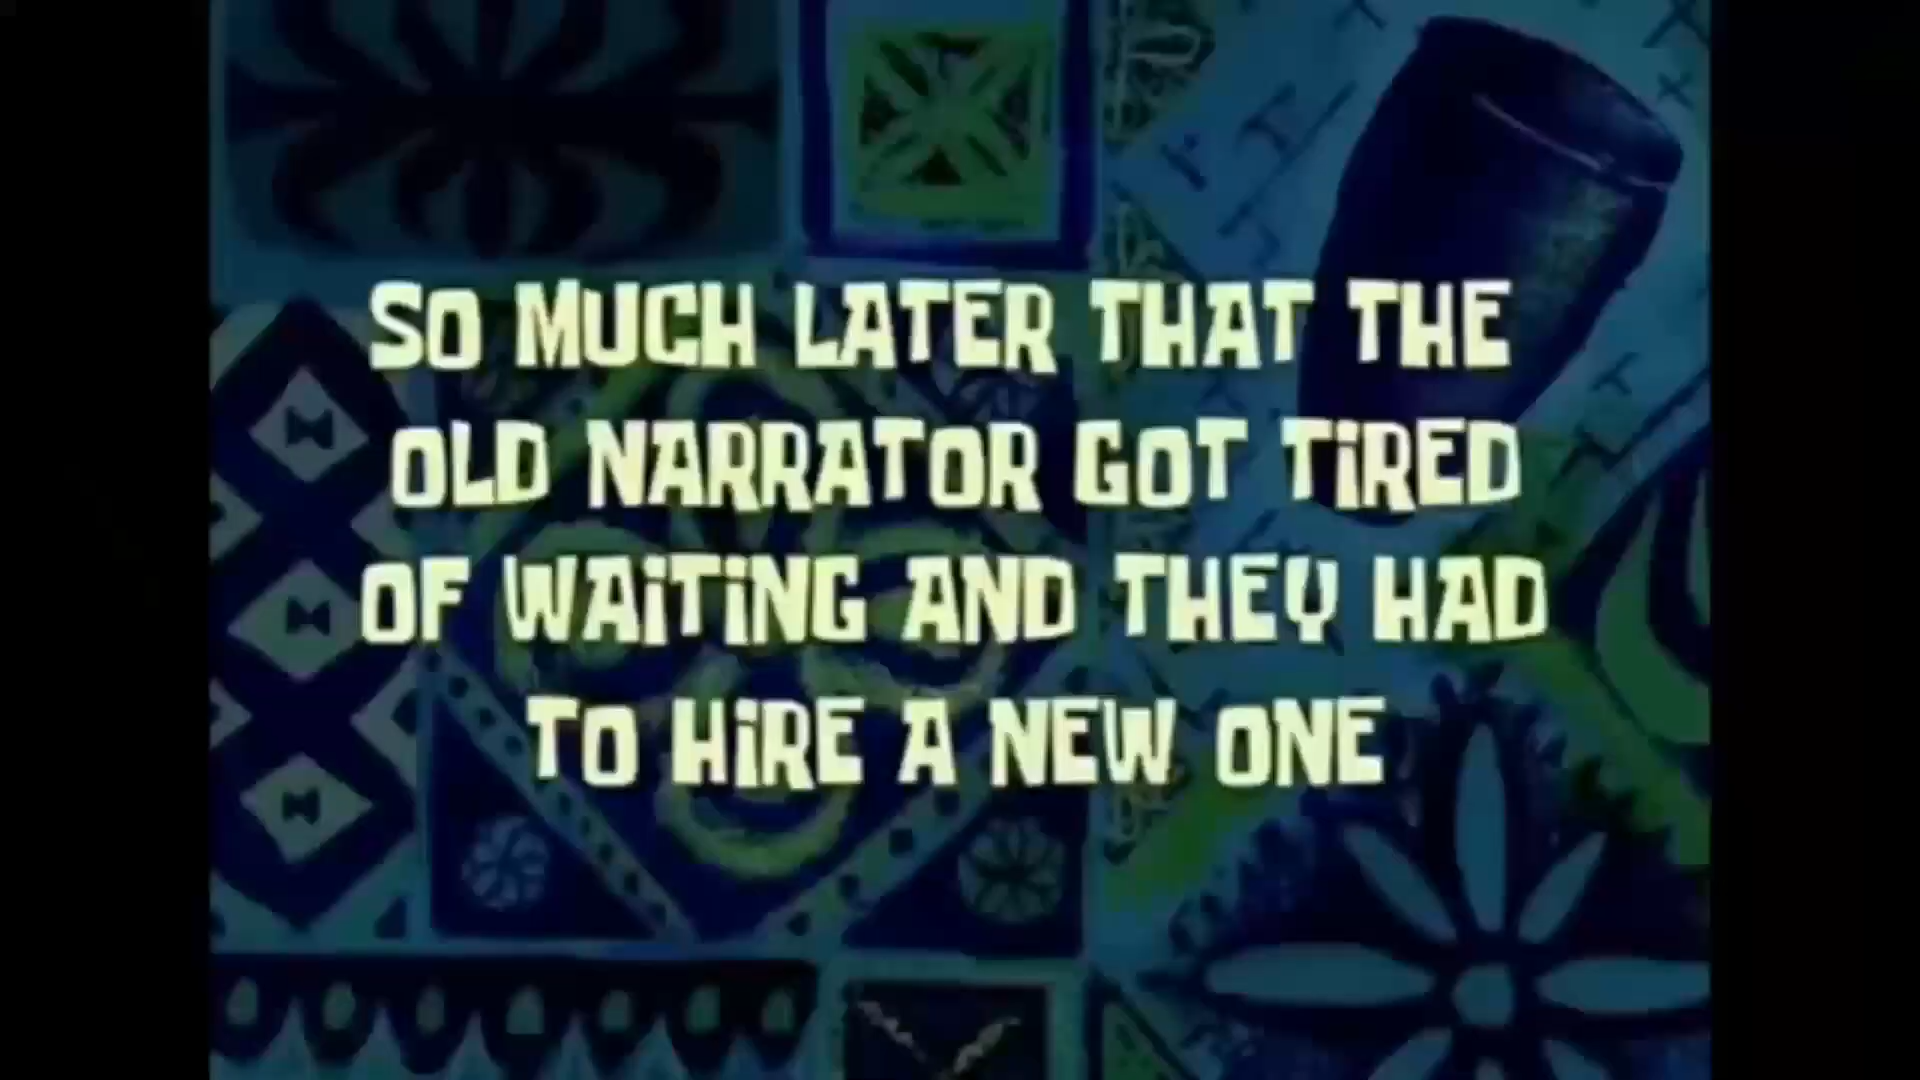 SO MUCH LATER THAT THE
OLD NARRATOR GOT TiRED
OF WAiTiNG AND THEY HAD
TO HiRE A NEW ONE